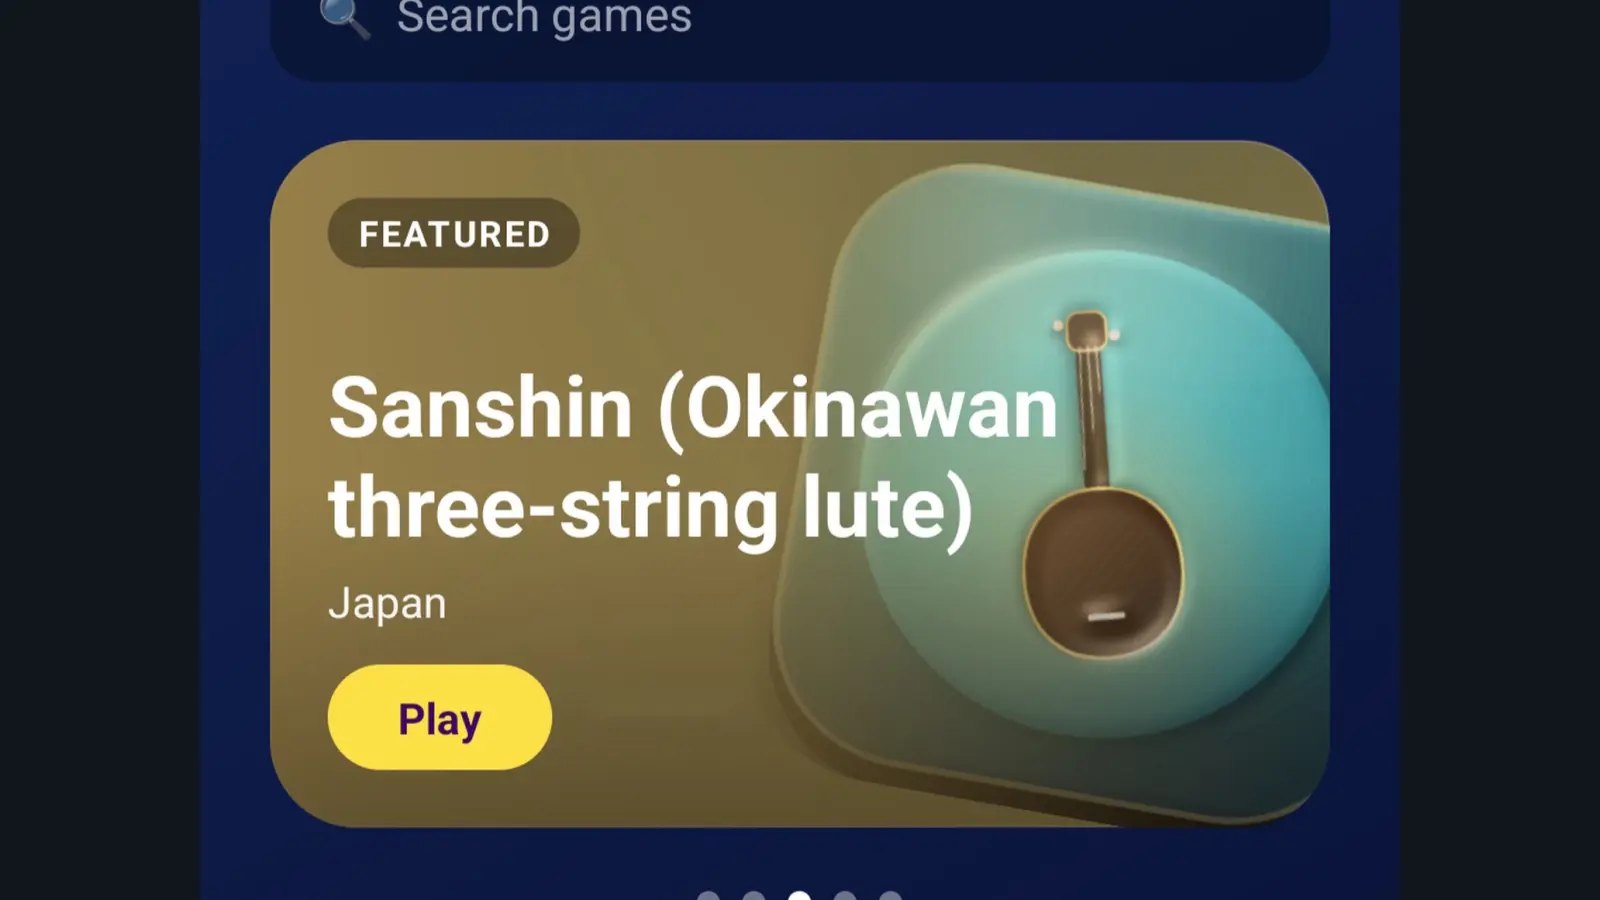 Search games
FEATURED
Sanshin (Okinawan
three-string lute)
Japan
Play